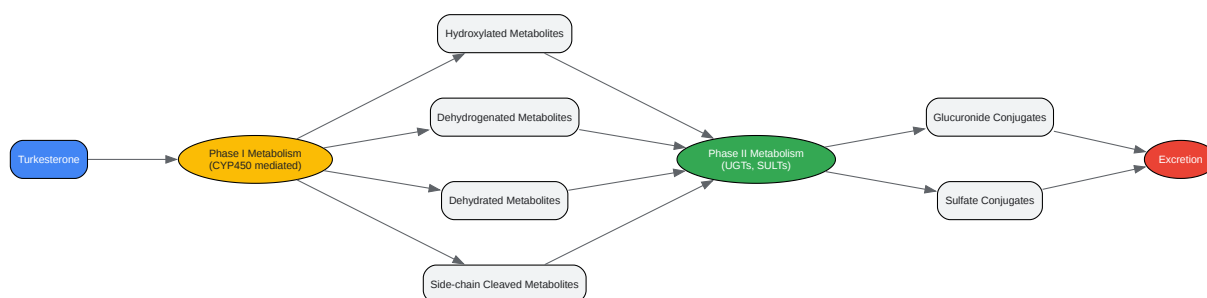 Turkesterone
Phase I Metabolism
(CYP450 mediated)
Hydroxylated Metabolites
Dehydrogenated Metabolites
Dehydrated Metabolites
Side-chain Cleaved Metabolites
Phase II Metabolism
(UGTs, SULTs)
Glucuronide Conjugates
Sulfate Conjugates
Excretion